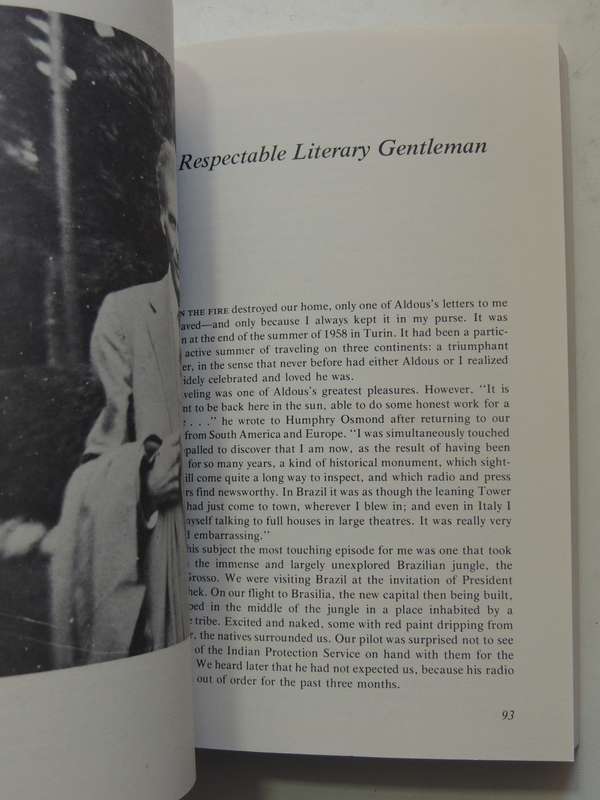 Respectable Literary Gentleman
N THE FIRE destroyed our home, only one of Aldous's letters to me
aved—and only because I always kept it in my purse. It was
n at the end of the summer of 1958 in Turin. It had been a partic-
active summer of traveling on three continents: a triumphant
er, in the sense that never before had either Aldous or I realized
idely celebrated and loved he was.
veling was one of Aldous's greatest pleasures. However, "It is
nt to be back here in the sun, able to do some honest work for a
. . ." he wrote to Humphry Osmond after returning to our
from South America and Europe. "I was simultaneously touched
palled to discover that I am now, as the result of having been
for so many years, a kind of historical monument, which sight-
ill come quite a long way to inspect, and which radio and press
rs find newsworthy. In Brazil it was as though the leaning Tower
had just come to town, wherever I blew in; and even in Italy I
myself talking to full houses in large theatres. It was really very
d embarrassing."
his subject the most touching episode for me was one that took
the immense and largely unexplored Brazilian jungle, the
Grosso. We were visiting Brazil at the invitation of President
hek. On our flight to Brasilia, the new capital then being built,
ped in the middle of the jungle in a place inhabited by a
e tribe. Excited and naked, some with red paint dripping from
r, the natives surrounded us. Our pilot was surprised not to see
of the Indian Protection Service on hand with them for the
We heard later that he had not expected us, because his radio
out of order for the past three months.
93